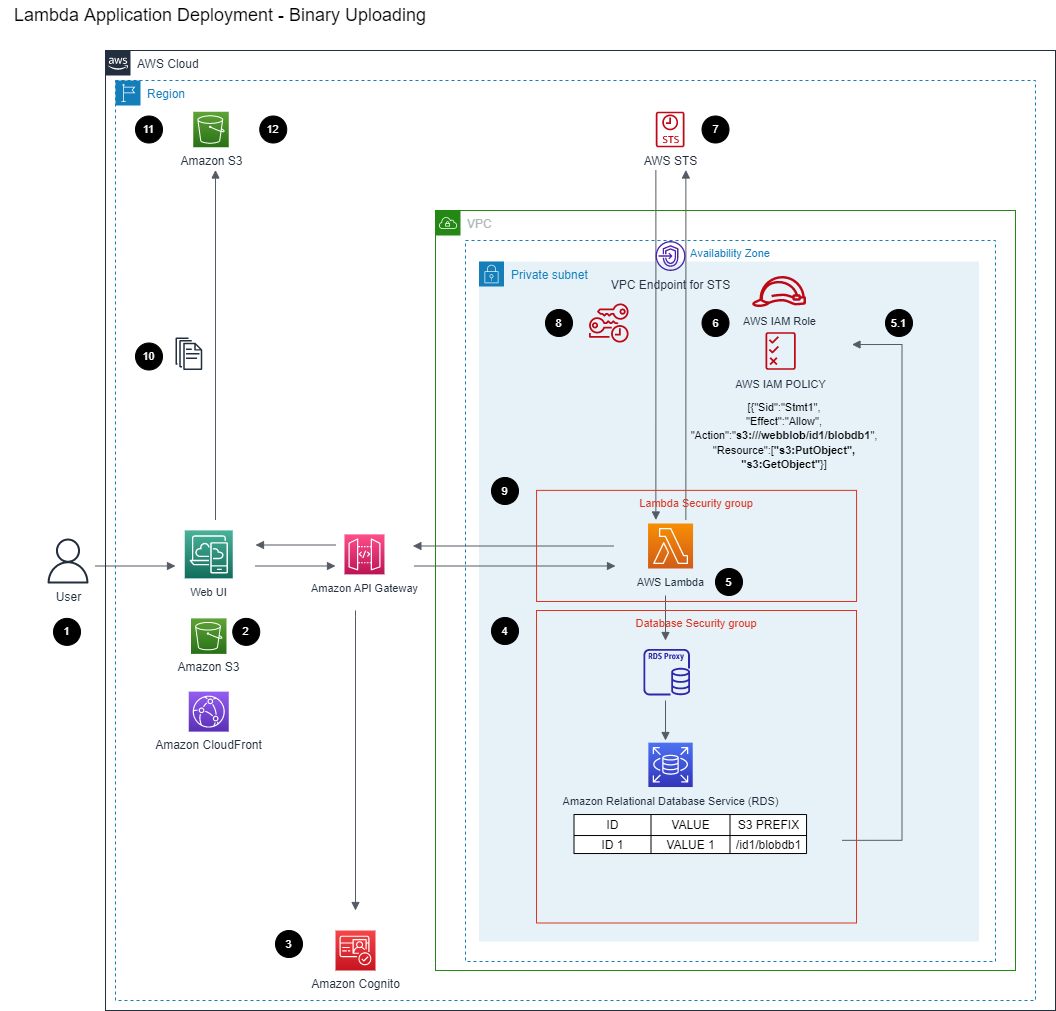 Lambda Application Deployment - Binary Uploading
aws
AWS Cloud
Region
11
12
Amazon S3
STS
7
AWS STS
VPC
Availability Zone
Private subnet
VPC Endpoint for STS
8
6
AWS IAM Role
5.1
10
AWS IAM POLICY
[{"Sid":"Stmt1",
"Effect":"Allow",
"Action":"s3:///webblob/id1/blobdb1",
"Resource":["s3:PutObject",
"s3:GetObject"}]
9
Lambda Security group
User
Web UI
Amazon API Gateway
AWS Lambda
5
1
2
Amazon S3
4
Database Security group
RDS Proxy
Amazon CloudFront
Amazon Relational Database Service (RDS)
ID VALUE S3 PREFIX
ID 1 VALUE 1 /id1/blobdb1
3
Amazon Cognito